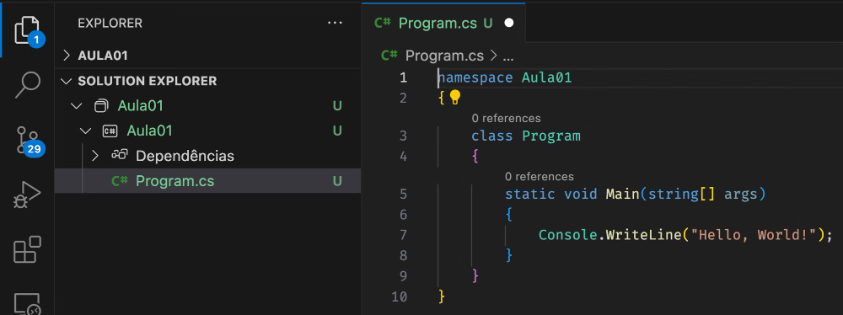 EXPLORER
AULA01
SOLUTION EXPLORER
Aula01 U
Aula01 U
Dependências
C# Program.cs U
1
29
C# Program.cs U
C# Program.cs > ...
1 namespace Aula01
2 {
0 references
3 class Program
4 {
0 references
5 static void Main(string[] args)
6 {
7 Console.WriteLine("Hello, World!");
8 }
9 }
10 }